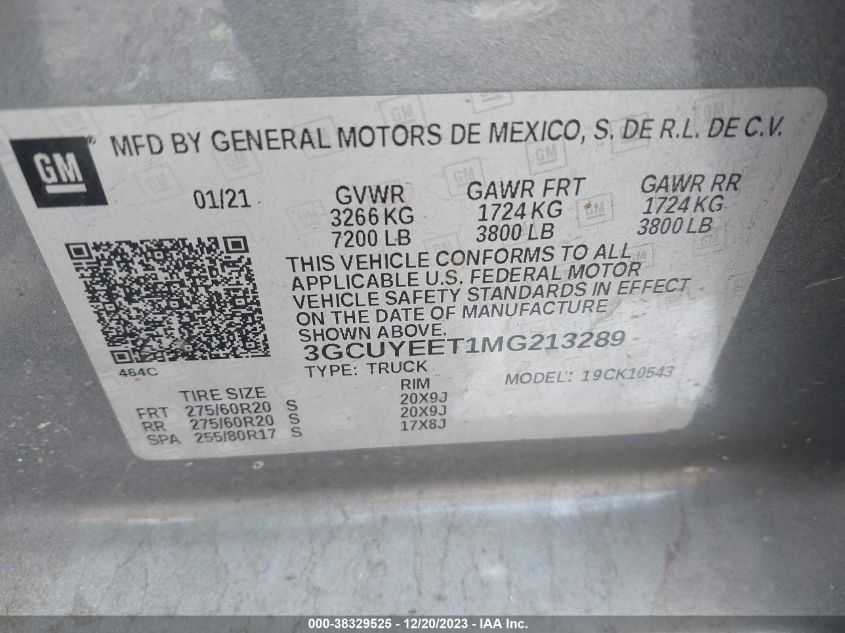 GM ® MFD BY GENERAL MOTORS DE MEXICO, S. DE R.L. DE C.V.
01/21 GVWR GAWR FRT GAWR RR
3266 KG 1724 KG 1724 KG
7200 LB 3800 LB 3800 LB
THIS VEHICLE CONFORMS TO ALL
APPLICABLE U.S. FEDERAL MOTOR
VEHICLE SAFETY STANDARDS IN EFFECT
ON THE DATE OF MANUFACTURE
SHOWN ABOVE.
3GCUYEET1MG213289
464C
TYPE: TRUCK MODEL: 19CK10543
TIRE SIZE RIM
FRT 275/60R20 S 20X9J
RR 275/60R20 S 20X9J
SPA 255/80R17 S 17X8J
000-38329525 - 12/20/2023 - IAA Inc.